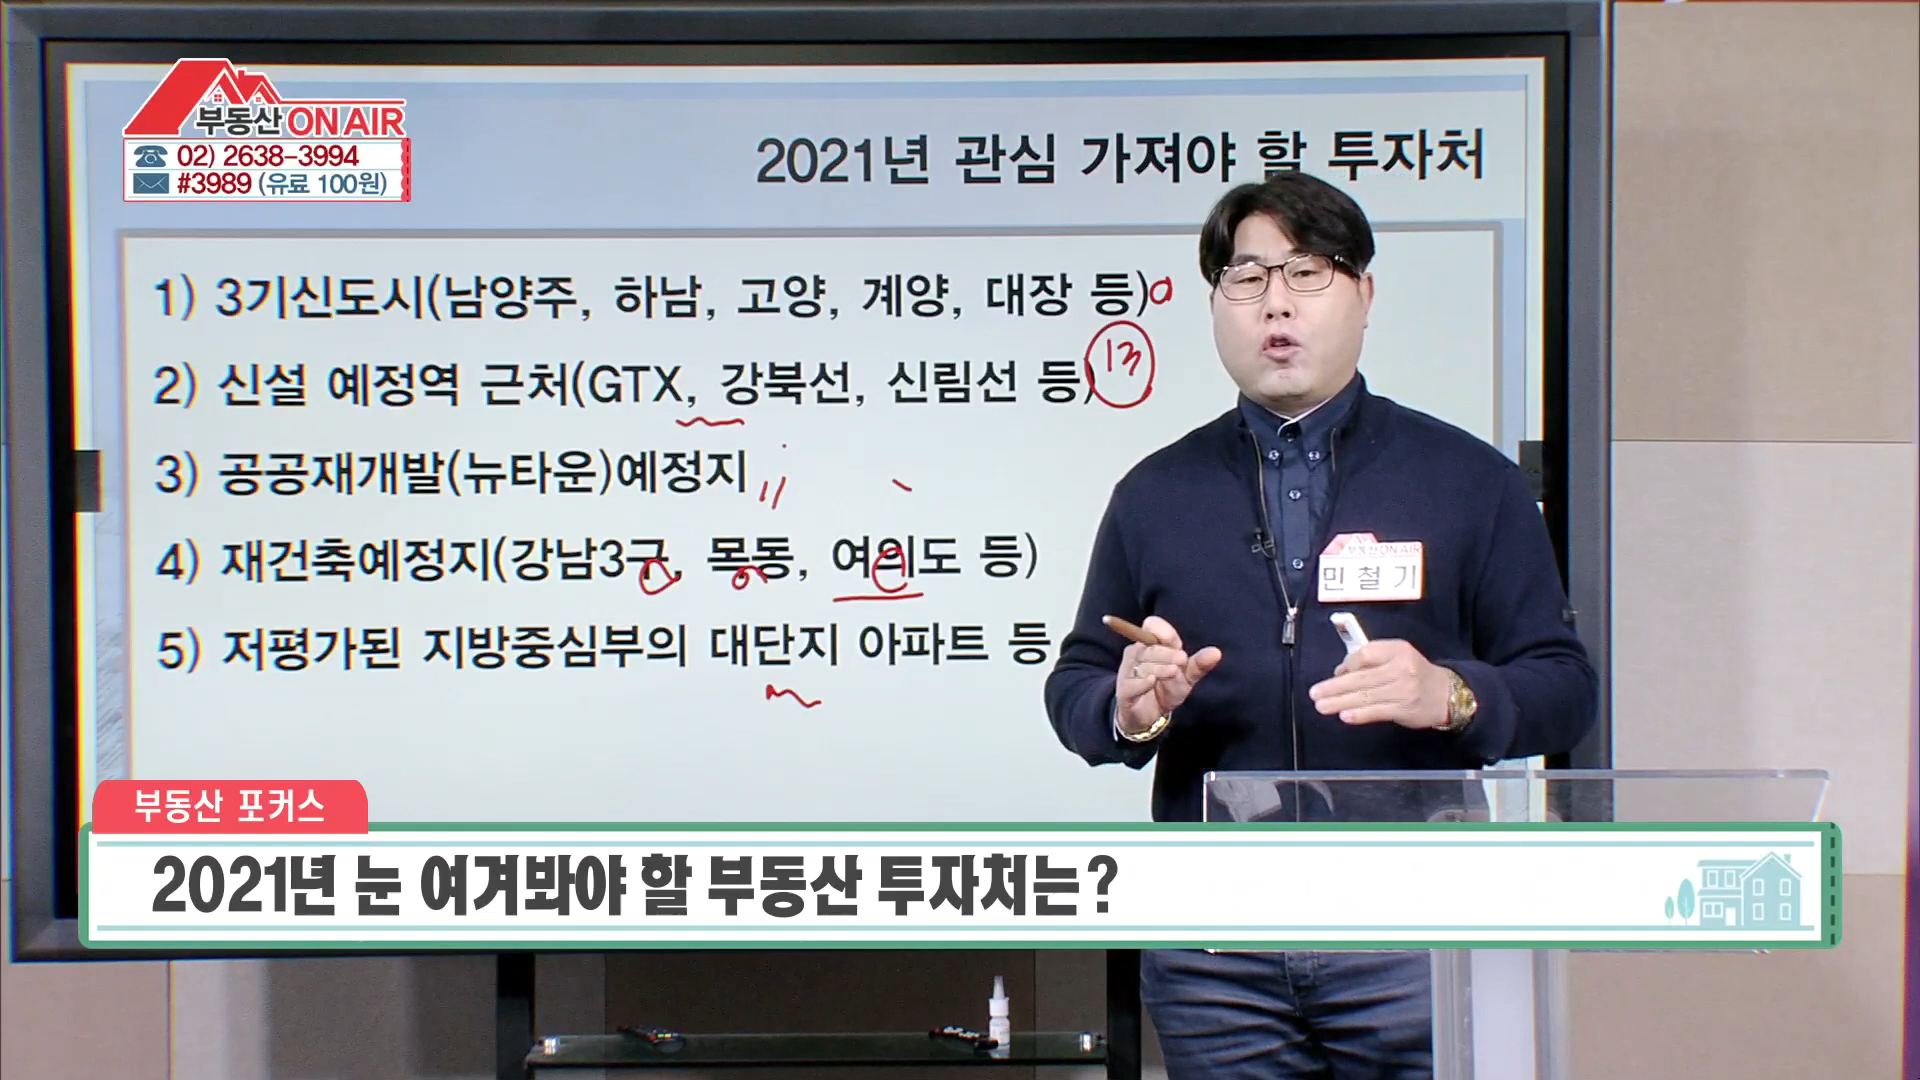 부동산 ON AIR
02) 2638-3994
#3989 (유료 100원)
2021년 관심 가져야 할 투자처
1) 3기신도시(남양주, 하남, 고양, 계양, 대장 등)
13
2) 신설 예정역 근처(GTX, 강북선, 신림선 등)
3) 공공재개발(뉴타운)예정지
4) 재건축예정지(강남3구, 목동, 여의도 등)
5) 저평가된 지방중심부의 대단지 아파트 등
부동산 ON AIR
민철기
부동산 포커스
2021년 눈 여겨봐야 할 부동산 투자처는?